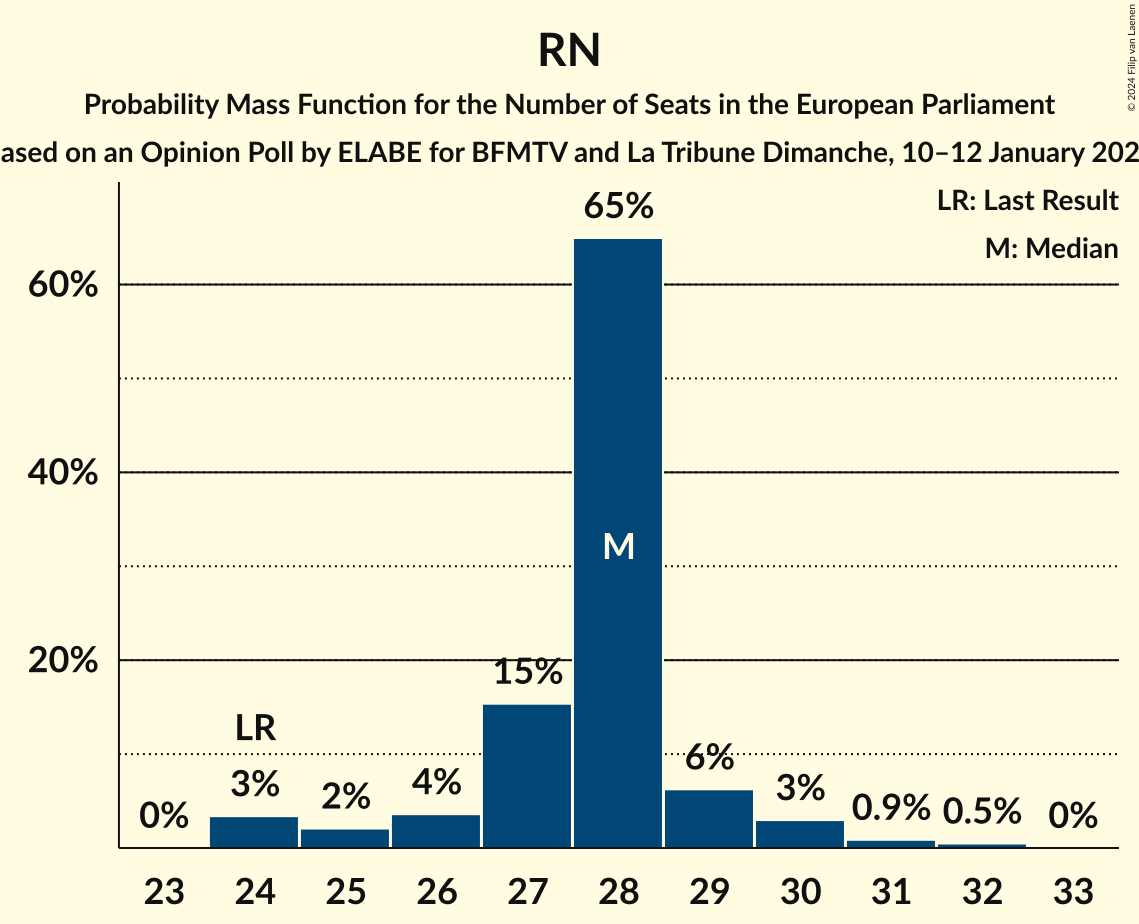 RN
Probability Mass Function for the Number of Seats in the European Parliament
ased on an Opinion Poll by ELABE for BFMTV and La Tribune Dimanche, 10–12 January 202
© 2024 Filip van Laenen
LR: Last Result
M: Median
65%
60%
40%
M
20%
15%
LR
3%
2%
4%
6%
3%
0.9%
0.5%
0%
0%
23 24 25 26 27 28 29 30 31 32 33